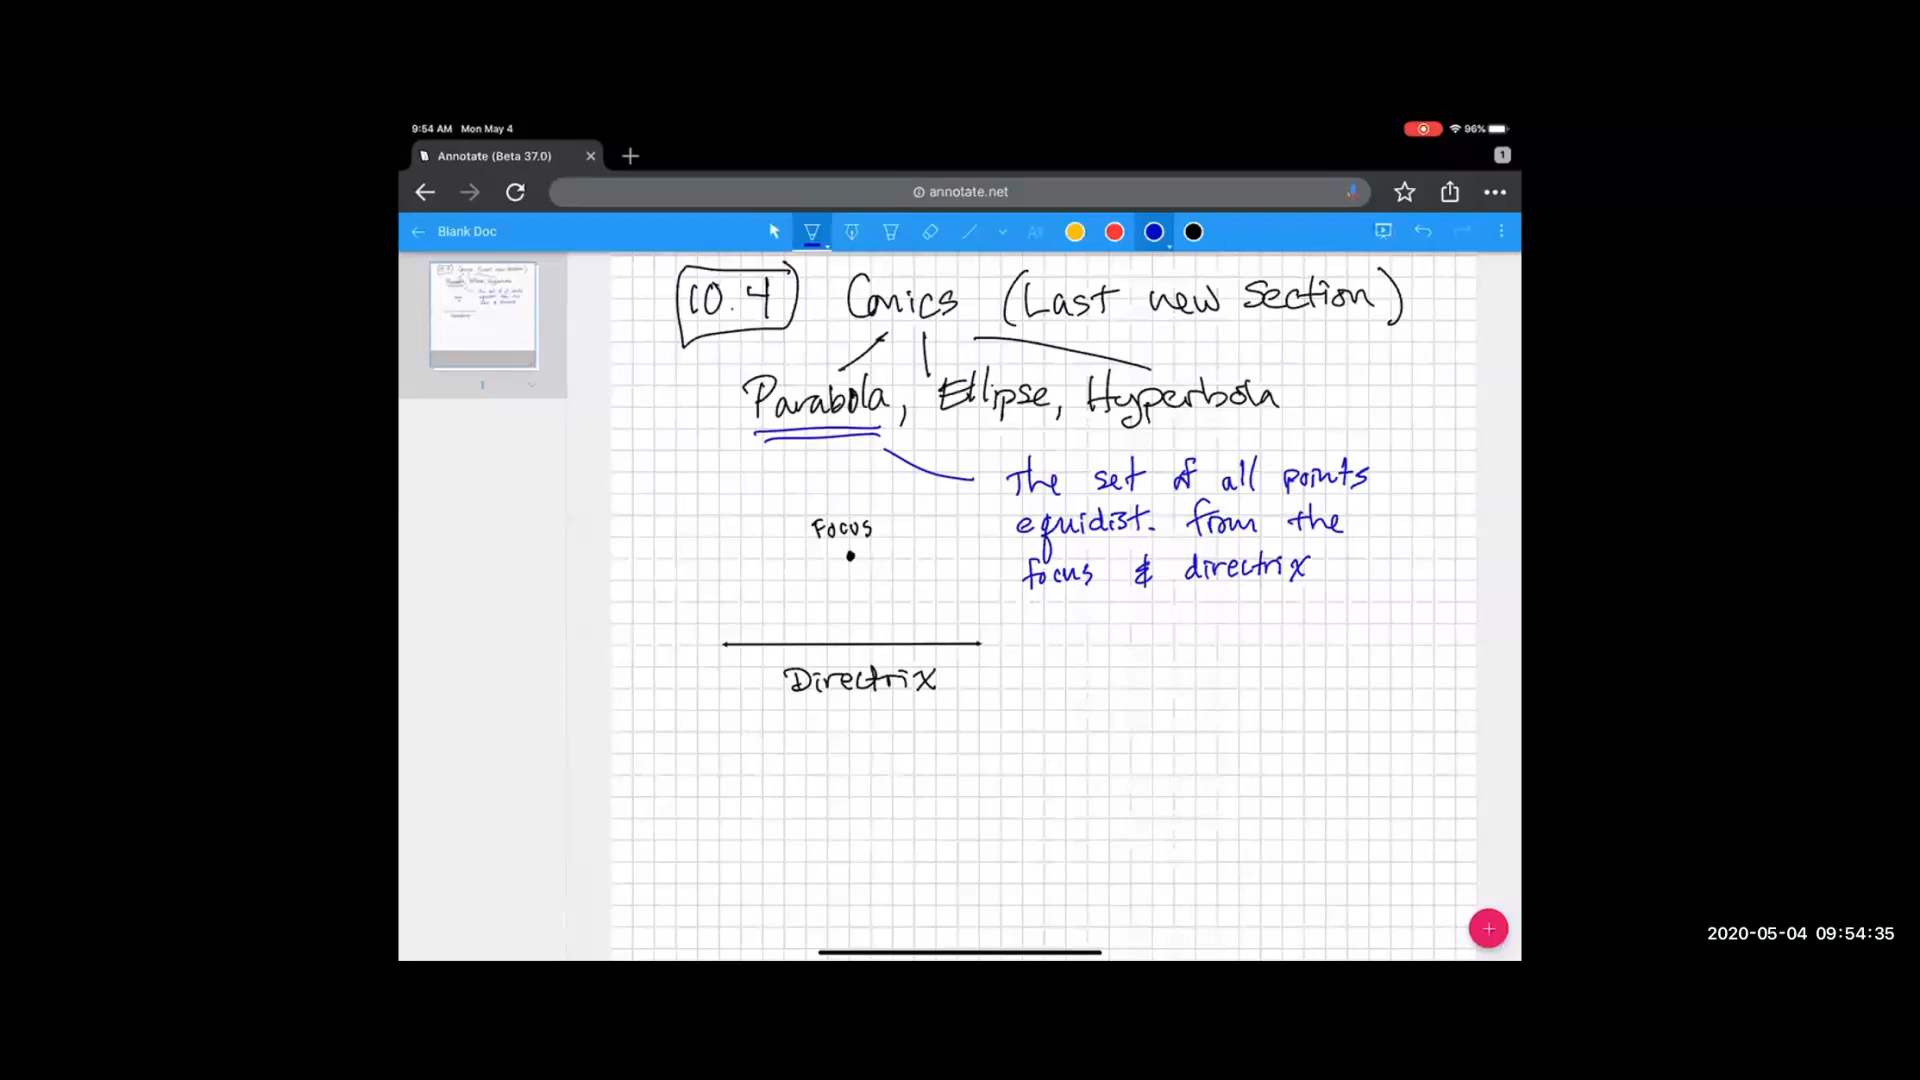 9:54 AM Mon May 4
96%
Annotate (Beta 37.0)
1
annotate.net
Blank Doc
10.4 Conics (Last new section)
Parabola, Ellipse, Hyperbola
The set of all points
equidist. from the
focus & directrix
Focus
Directrix
1
2020-05-04 09:54:35